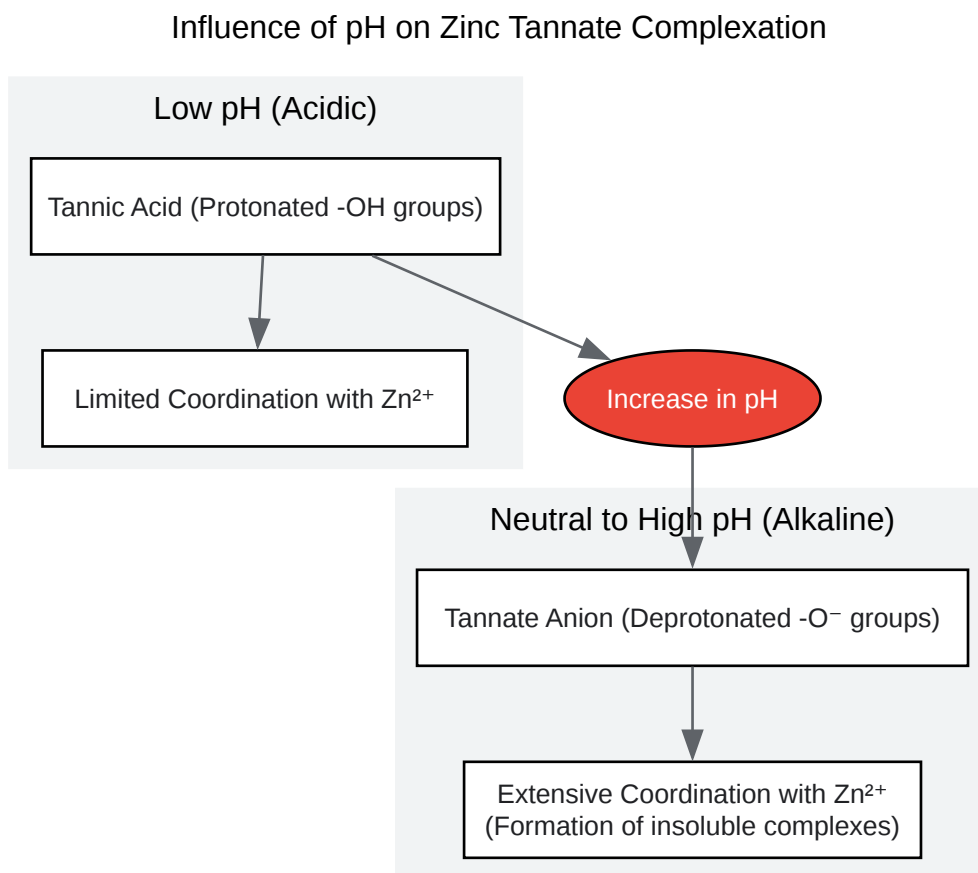 Influence of pH on Zinc Tannate Complexation
Low pH (Acidic)
Tannic Acid (Protonated -OH groups)
Limited Coordination with Zn²⁺
Increase in pH
Neutral to High pH (Alkaline)
Tannate Anion (Deprotonated -O⁻ groups)
Extensive Coordination with Zn²⁺
(Formation of insoluble complexes)